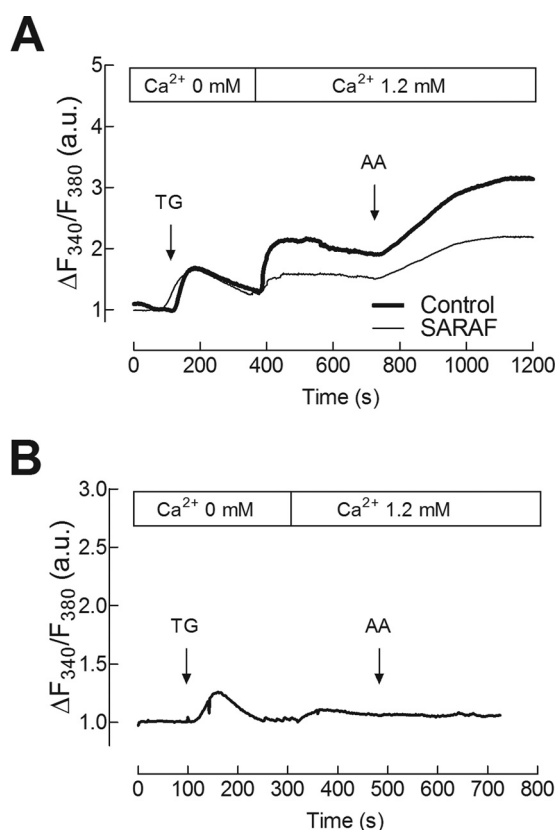 A
Ca2+ 0 mM
Ca2+ 1.2 mM
5
4
3
2
1
ΔF340/F380 (a.u.)
TG
AA
Control
SARAF
0 200 400 600 800 1000 1200
Time (s)
B
3.0
2.5
2.0
1.5
1.0
ΔF340/F380 (a.u.)
Ca2+ 0 mM
Ca2+ 1.2 mM
TG
AA
0 100 200 300 400 500 600 700 800
Time (s)